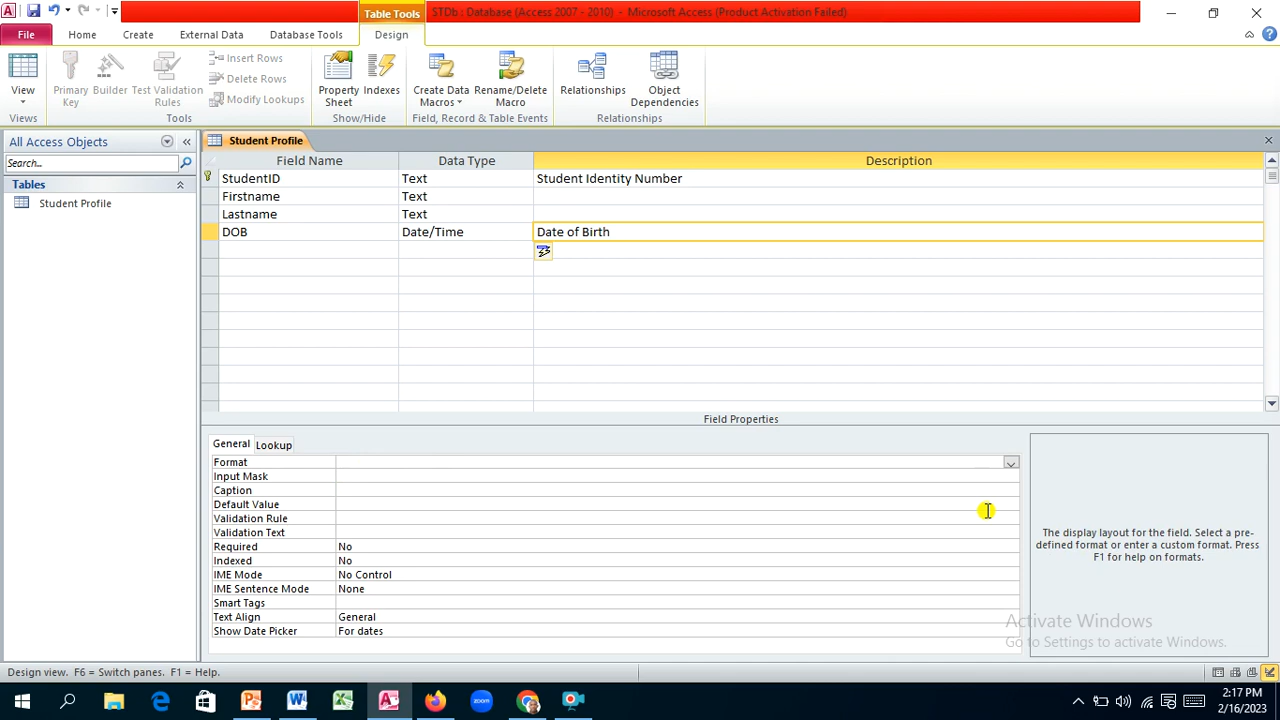 Table Tools
STDb : Database (Access 2007 - 2010) - Microsoft Access (Product Activation Failed)
File
Home
Create
External Data
Database Tools
Design
View
Primary Key
Builder
Test Validation Rules
Insert Rows
Delete Rows
Modify Lookups
Property Sheet
Indexes
Create Data Macros
Rename/Delete Macro
Relationships
Object Dependencies
Views
Tools
Show/Hide
Field, Record & Table Events
Relationships
All Access Objects
Search...
Tables
Student Profile
Student Profile
Field Name Data Type Description
StudentID Text Student Identity Number
Firstname Text
Lastname Text
DOB Date/Time Date of Birth
Field Properties
General Lookup
Format
Input Mask
Caption
Default Value
Validation Rule
Validation Text
Required No
Indexed No
IME Mode No Control
IME Sentence Mode None
Smart Tags
Text Align General
Show Date Picker For dates
The display layout for the field. Select a pre-
defined format or enter a custom format. Press
F1 for help on formats.
Activate Windows
Go to Settings to activate Windows.
Design view. F6 = Switch panes. F1 = Help.
2:17 PM
2/16/2023